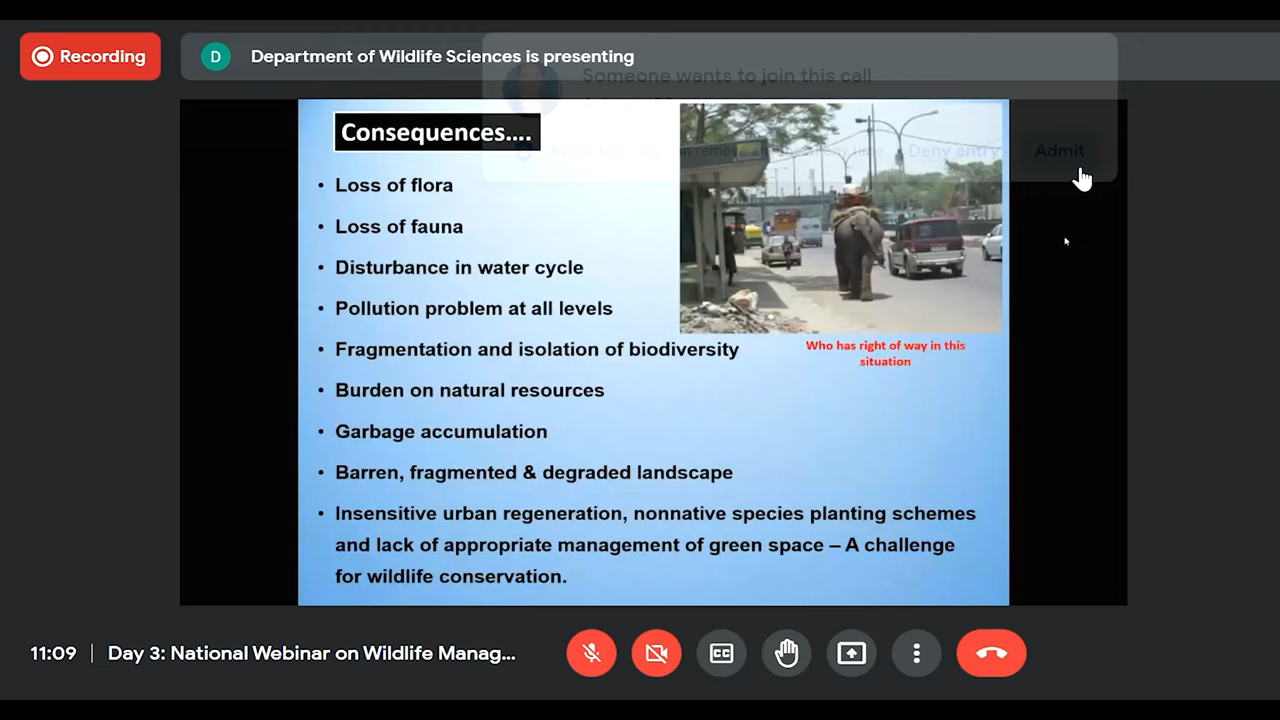 Recording
D
Department of Wildlife Sciences is presenting
Someone wants to join this call
Deny entry
Admit
Consequences....
• Loss of flora
• Loss of fauna
• Disturbance in water cycle
• Pollution problem at all levels
• Fragmentation and isolation of biodiversity
• Burden on natural resources
• Garbage accumulation
• Barren, fragmented & degraded landscape
• Insensitive urban regeneration, nonnative species planting schemes
and lack of appropriate management of green space – A challenge
for wildlife conservation.
Who has right of way in this
situation
11:09
Day 3: National Webinar on Wildlife Manag...
CC